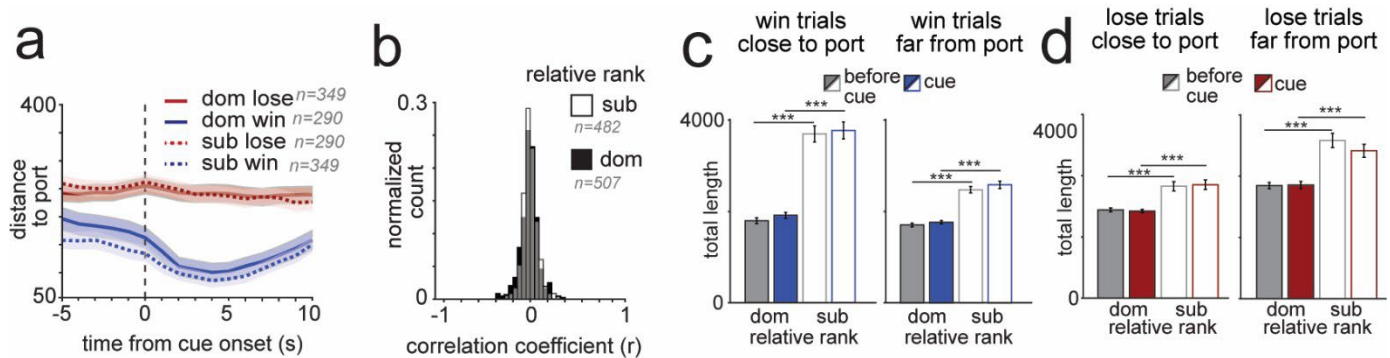 a
400
distance
to port
50
-5
0
5
10
time from cue onset (s)
dom lose n=349
dom win n=290
sub lose n=290
sub win n=349
b
relative rank
sub
n=482
dom
n=507
0.3
normalized
count
0
-1
0
1
correlation coefficient (r)
c
win trials
close to port
win trials
far from port
before
cue
cue
4000
total length
0
***
***
***
***
dom
sub
relative rank
dom
sub
relative rank
d
lose trials
close to port
lose trials
far from port
before
cue
cue
4000
total length
0
***
***
***
***
dom
sub
relative rank
dom
sub
relative rank